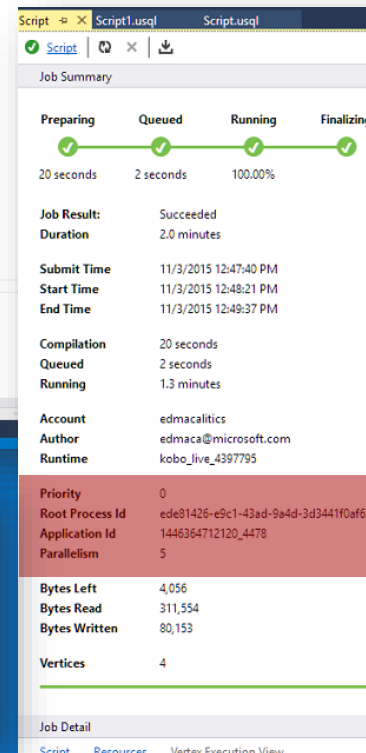 Script Script1.usql Script.usql
Script
Job Summary
Preparing Queued Running Finalizing
20 seconds 2 seconds 100.00%
Job Result: Succeeded
Duration 2.0 minutes
Submit Time 11/3/2015 12:47:40 PM
Start Time 11/3/2015 12:48:21 PM
End Time 11/3/2015 12:49:37 PM
Compilation 20 seconds
Queued 2 seconds
Running 1.3 minutes
Account edmacalitics
Author edmaca@microsoft.com
Runtime kobo_live_4397795
Priority 0
Root Process Id ede81426-e9c1-43ad-9a4d-3d3441f0af6
Application Id 1446364712120_4478
Parallelism 5
Bytes Left 4,056
Bytes Read 311,554
Bytes Written 80,153
Vertices 4
Job Detail
Script Resources Vertex Execution View